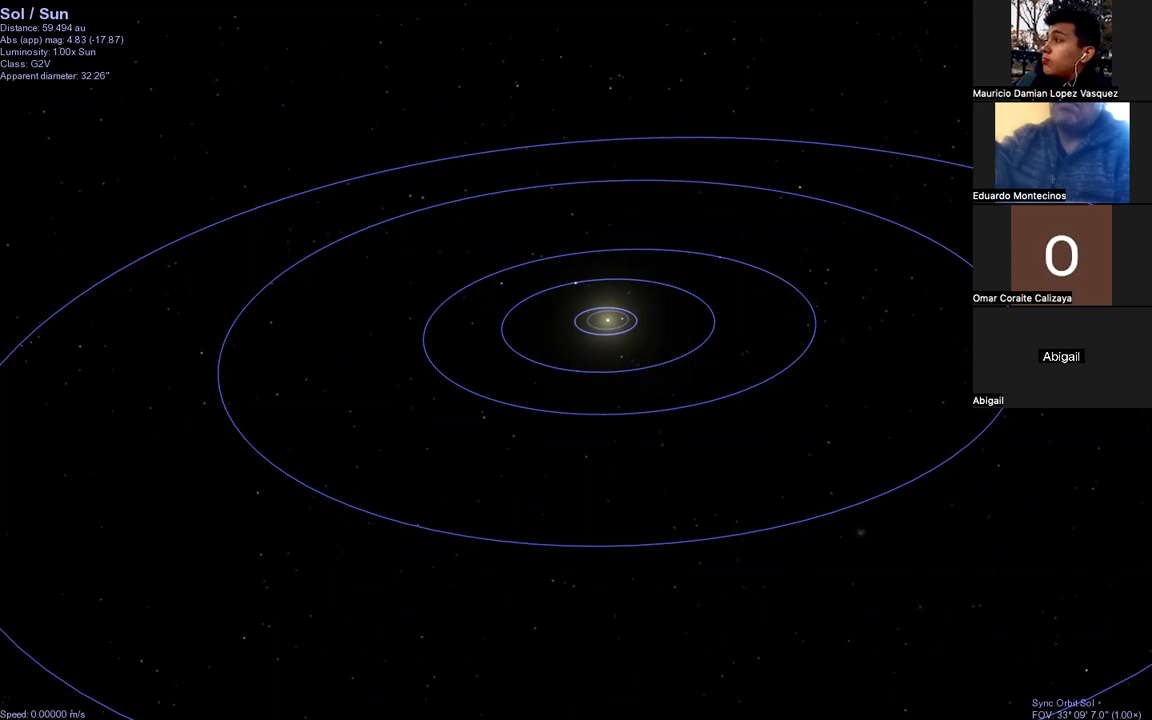 Sol / Sun
Distance: 59.494 au
Abs (app) mag: 4.83 (-17.87)
Luminosity: 1.00x Sun
Class: G2V
Apparent diameter: 32.26"
Mauricio Damian Lopez Vasquez
Eduardo Montecinos
O
Omar Coraite Calizaya
Abigail
Abigail
Speed: 0.00000 m/s
Sync Orbit Sol
FOV: 33° 09' 7.0" (1.00×)